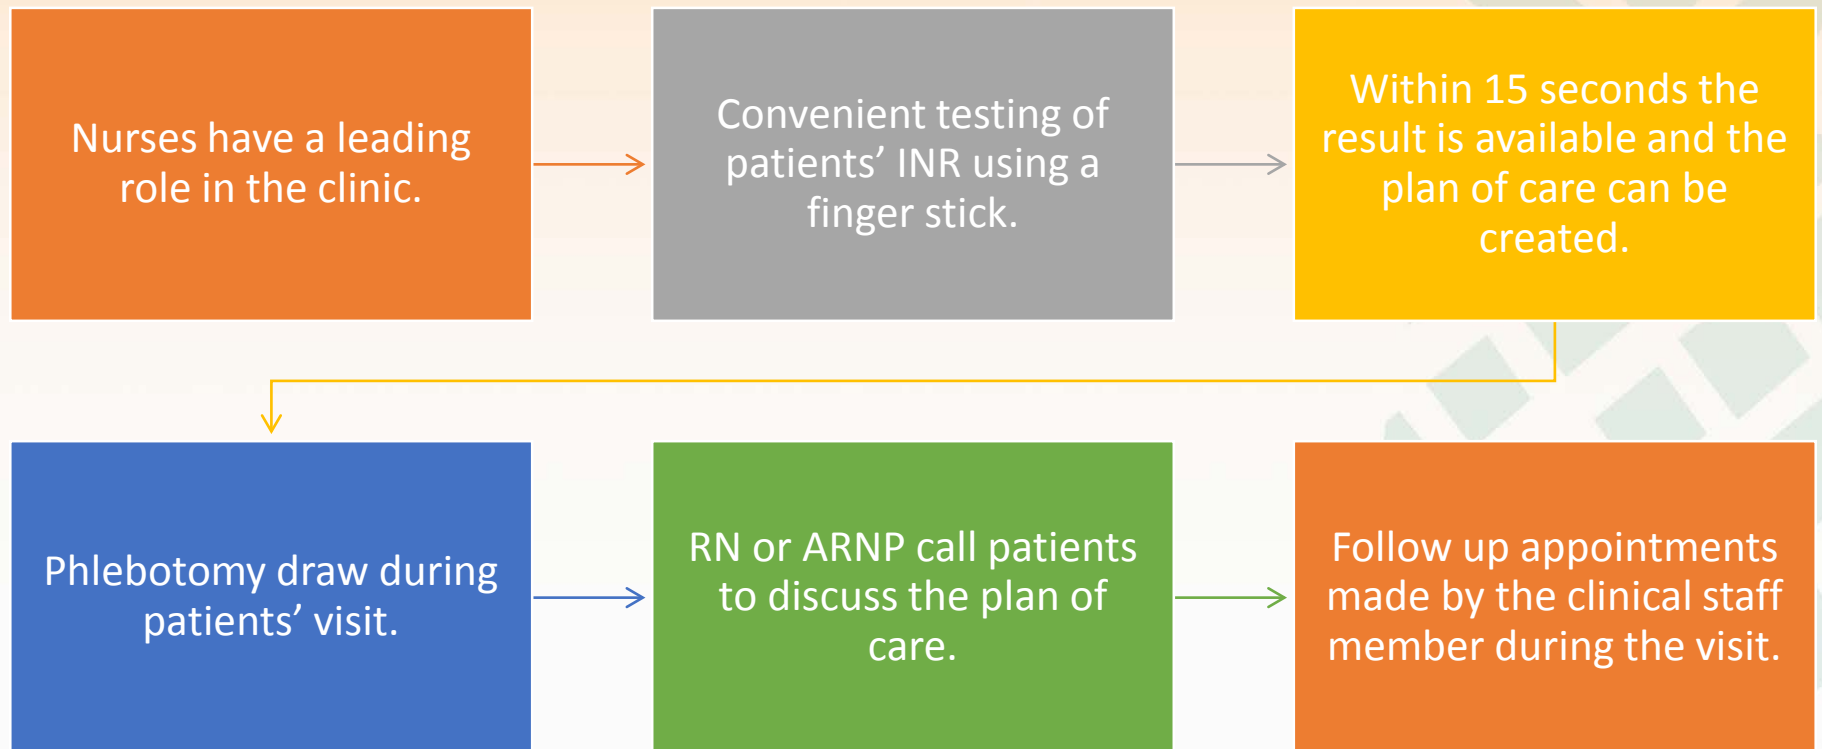 Nurses have a leading
role in the clinic.
Convenient testing of
patients’ INR using a
finger stick.
Within 15 seconds the
result is available and the
plan of care can be
created.
Phlebotomy draw during
patients’ visit.
RN or ARNP call patients
to discuss the plan of
care.
Follow up appointments
made by the clinical staff
member during the visit.